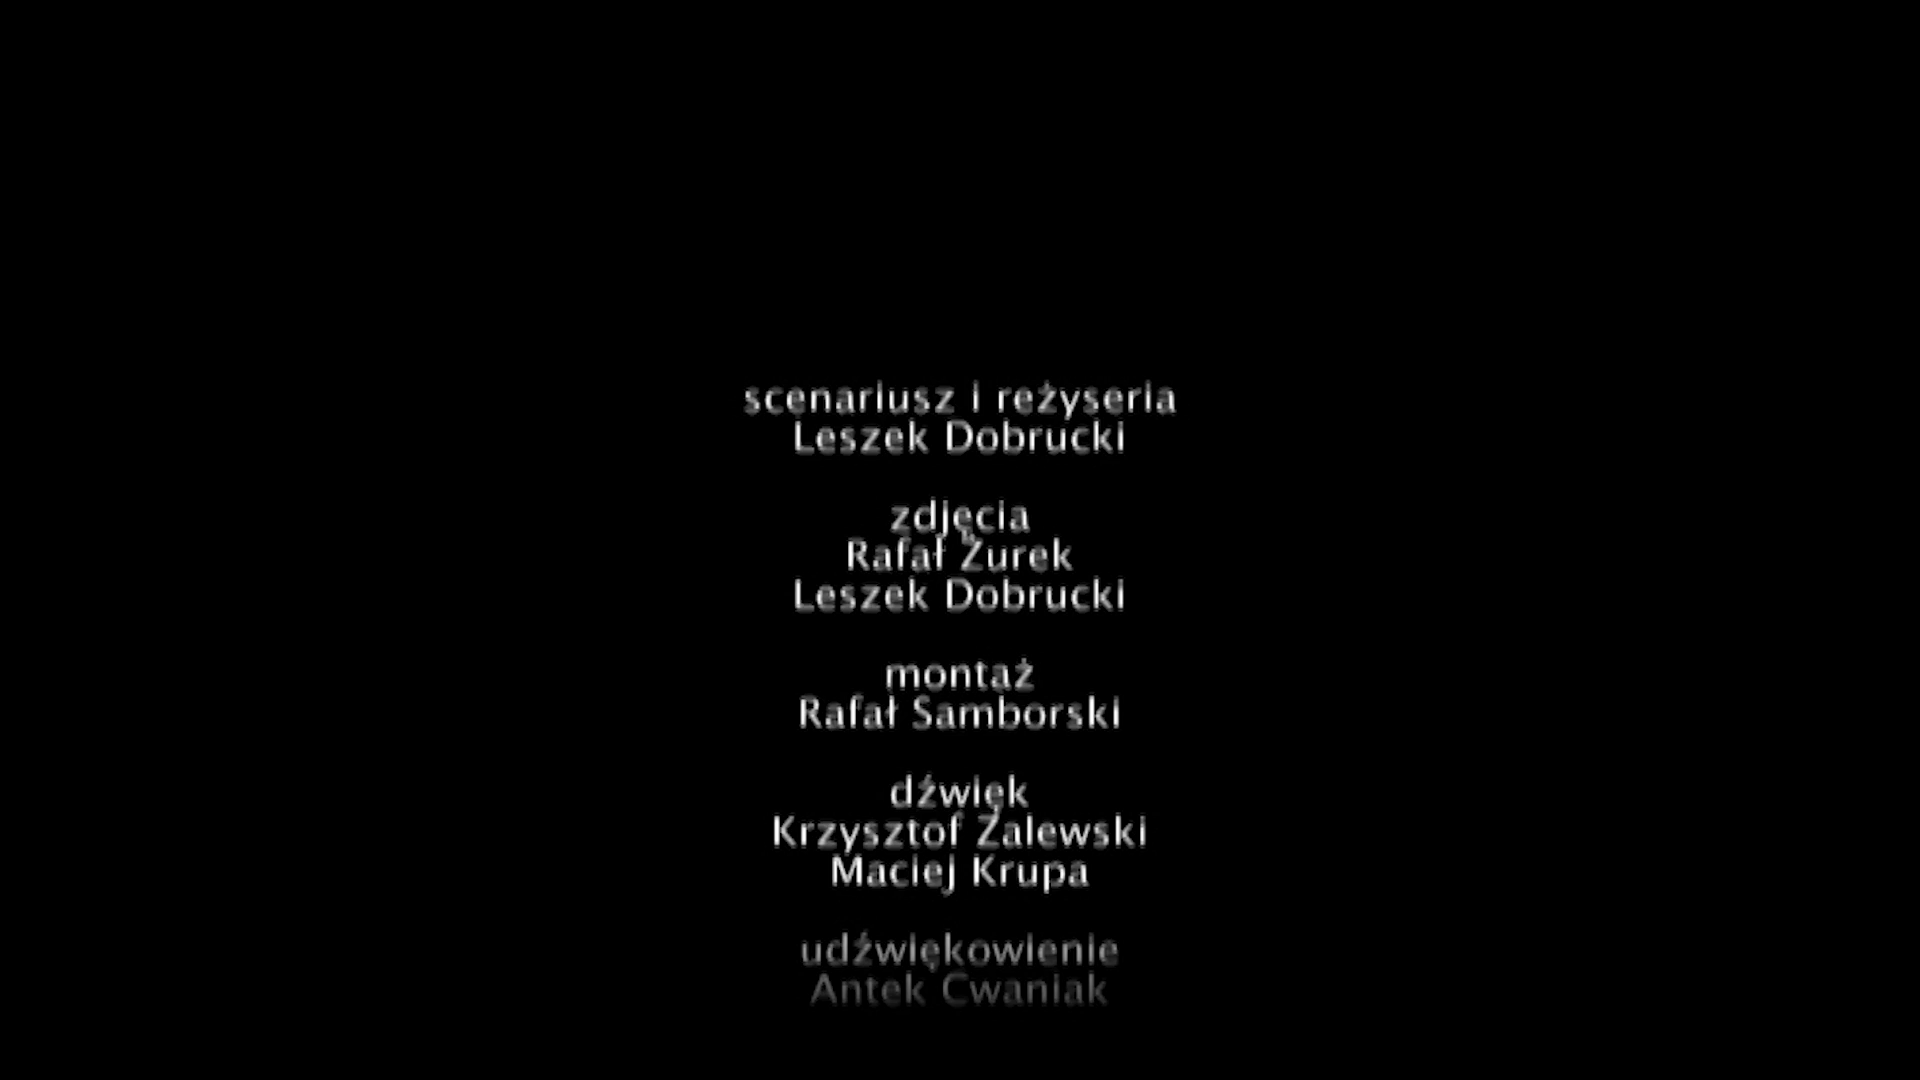 scenariusz i reżyseria
Leszek Dobrucki
zdjęcia
Rafał Żurek
Leszek Dobrucki
montaż
Rafał Samborski
dźwięk
Krzysztof Zalewski
Maciej Krupa
udźwiękowienie
Antek Cwaniak